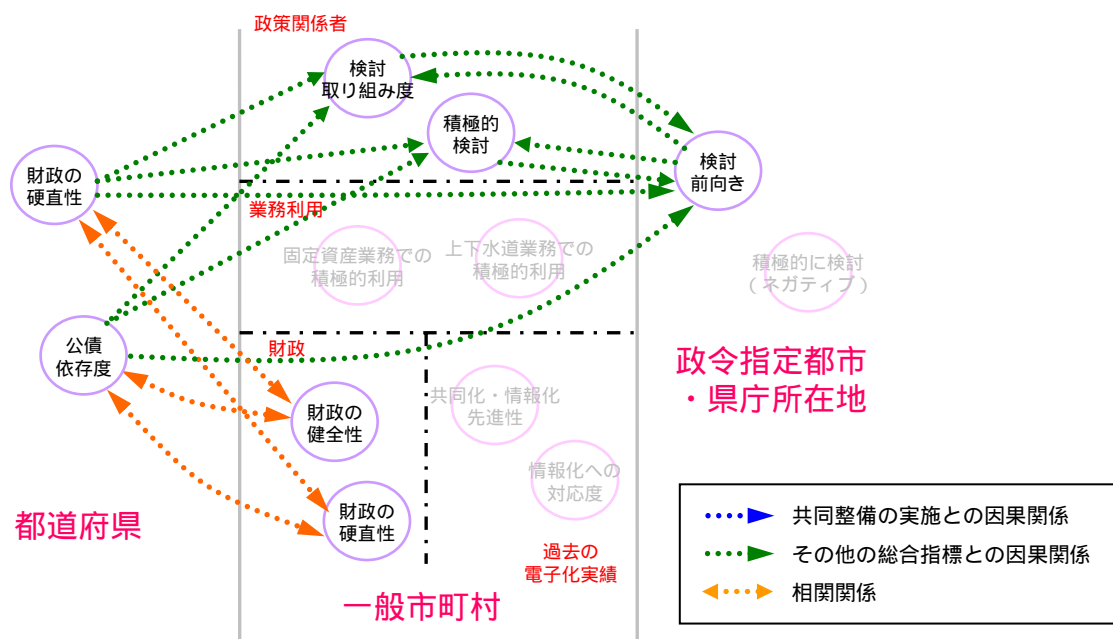 政策関係者
検討
取り組み度
積極的
検討
検討
前向き
財政の
硬直性
業務利用
固定資産業務での
積極的利用
上下水道業務での
積極的利用
積極的に検討
（ネガティブ）
公債
依存度
財政
政令指定都市
・県庁所在地
共同化・情報化
先進性
財政の
健全性
情報化への
対応度
財政の
硬直性
都道府県
過去の
電子化実績
一般市町村
共同整備の実施との因果関係
その他の総合指標との因果関係
相関関係